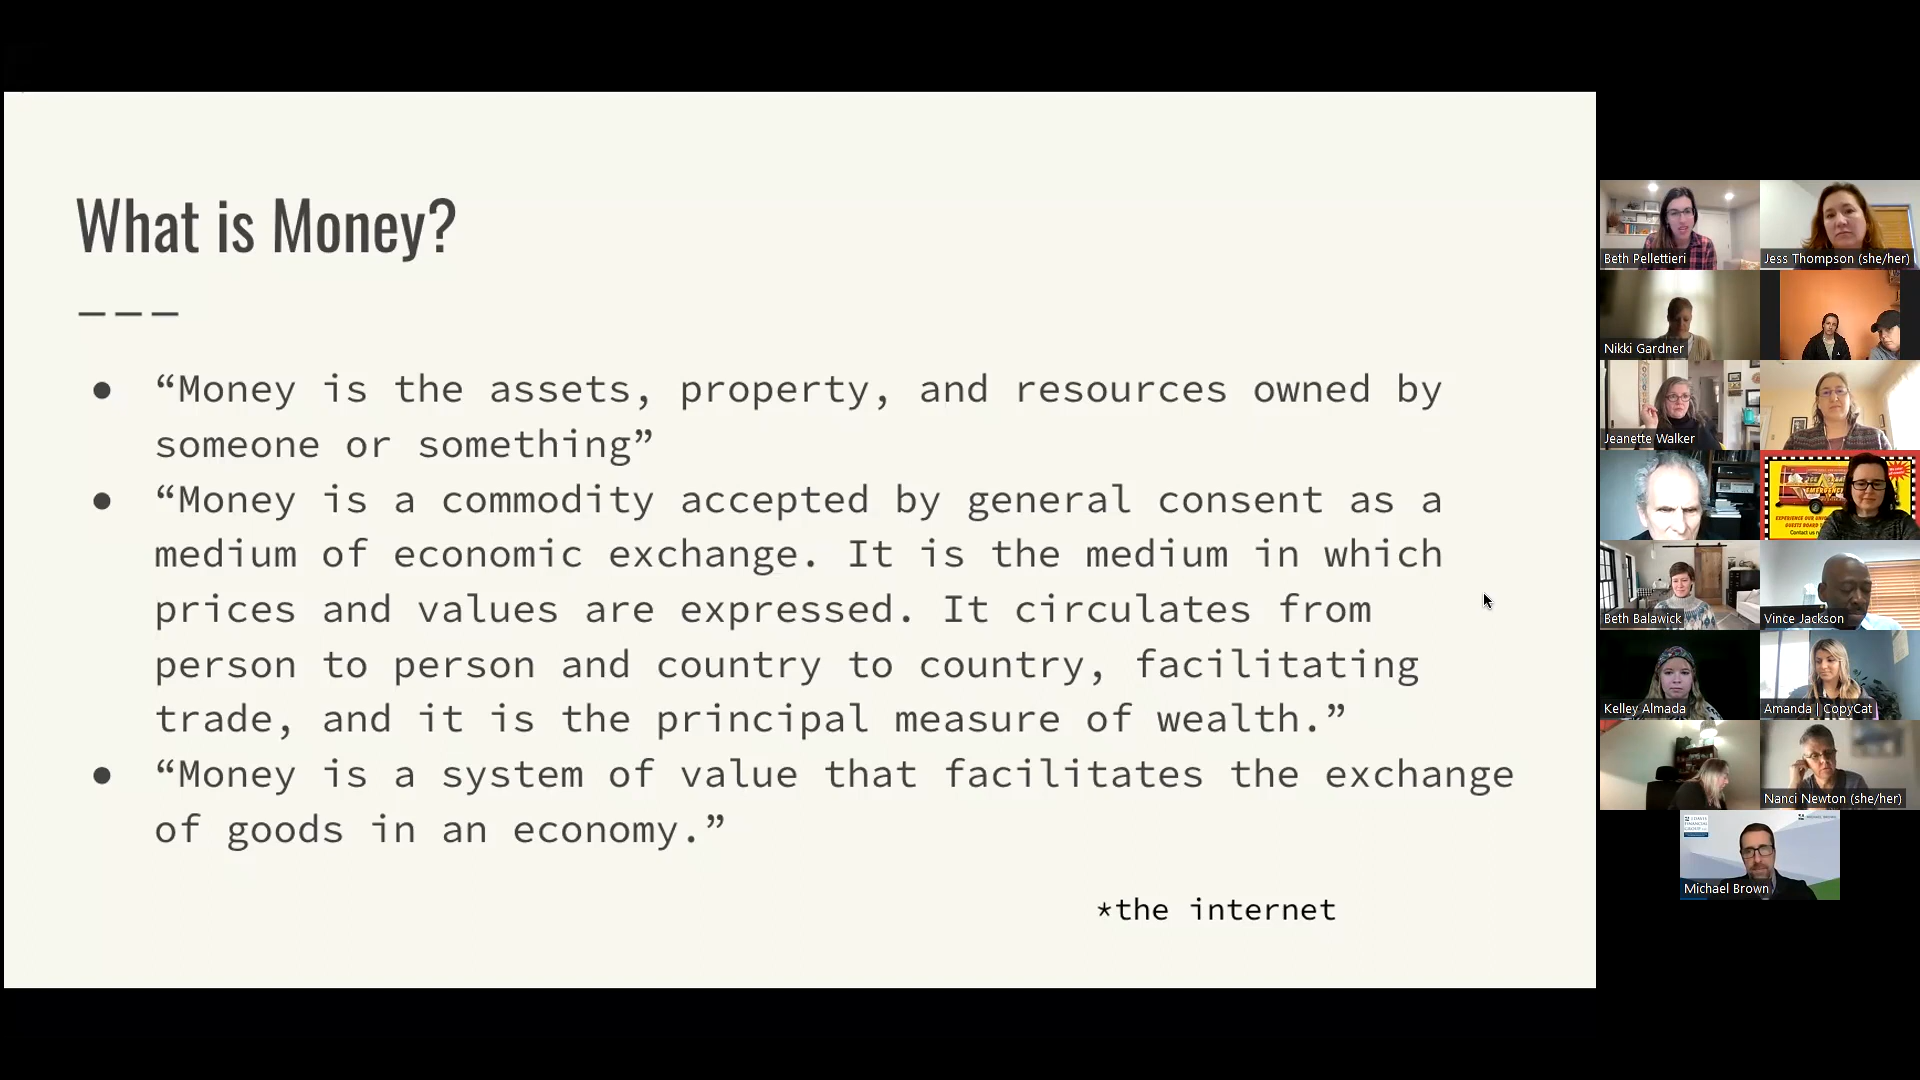 What is Money?
● “Money is the assets, property, and resources owned by
someone or something”
● “Money is a commodity accepted by general consent as a
medium of economic exchange. It is the medium in which
prices and values are expressed. It circulates from
person to person and country to country, facilitating
trade, and it is the principal measure of wealth.”
● “Money is a system of value that facilitates the exchange
of goods in an economy.”
*the internet
Beth Pellettieri
Jess Thompson (she/her)
Nikki Gardner
Jeanette Walker
EMERGENCY
Beth Balawick
Vince Jackson
Kelley Almada
Amanda | CopyCat
Nanci Newton (she/her)
Michael Brown